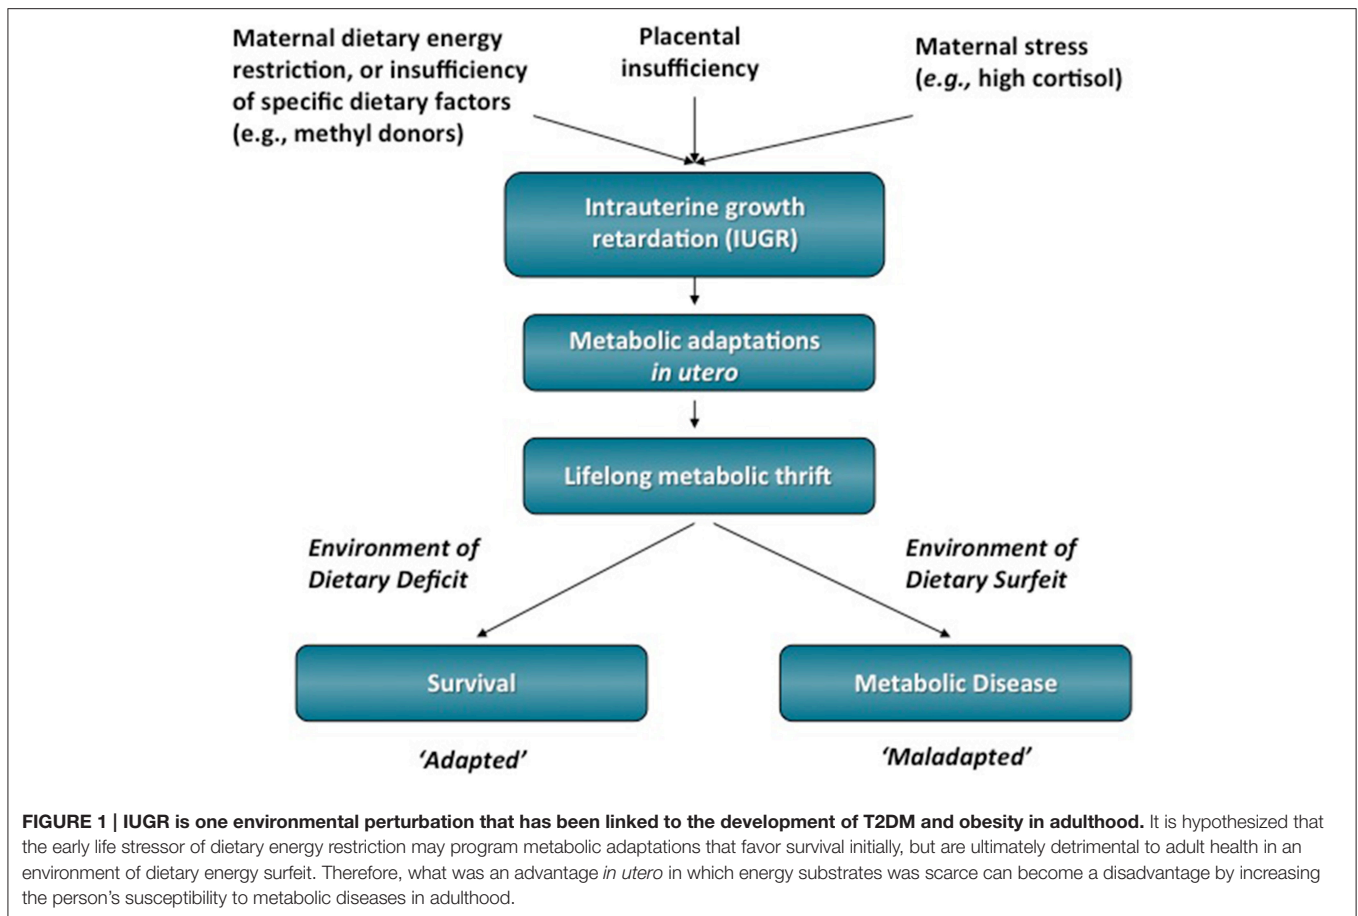 Maternal dietary energy
restriction, or insufficiency
of specific dietary factors
(e.g., methyl donors)
Placental
insufficiency
Maternal stress
(e.g., high cortisol)
Intrauterine growth
retardation (IUGR)
Metabolic adaptations
in utero
Lifelong metabolic thrift
Environment of
Dietary Deficit
Environment of
Dietary Surfeit
Survival
Metabolic Disease
‘Adapted’
‘Maladapted’
FIGURE 1 | IUGR is one environmental perturbation that has been linked to the development of T2DM and obesity in adulthood. It is hypothesized that
the early life stressor of dietary energy restriction may program metabolic adaptations that favor survival initially, but are ultimately detrimental to adult health in an
environment of dietary energy surfeit. Therefore, what was an advantage in utero in which energy substrates was scarce can become a disadvantage by increasing
the person’s susceptibility to metabolic diseases in adulthood.